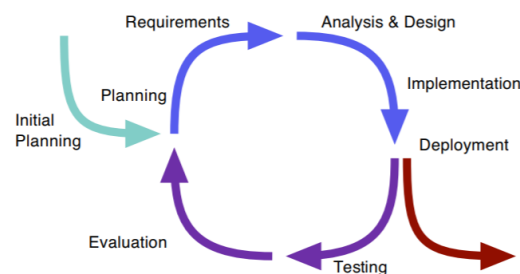 Requirements
Analysis & Design
Planning
Implementation
Initial
Planning
Deployment
Evaluation
Testing